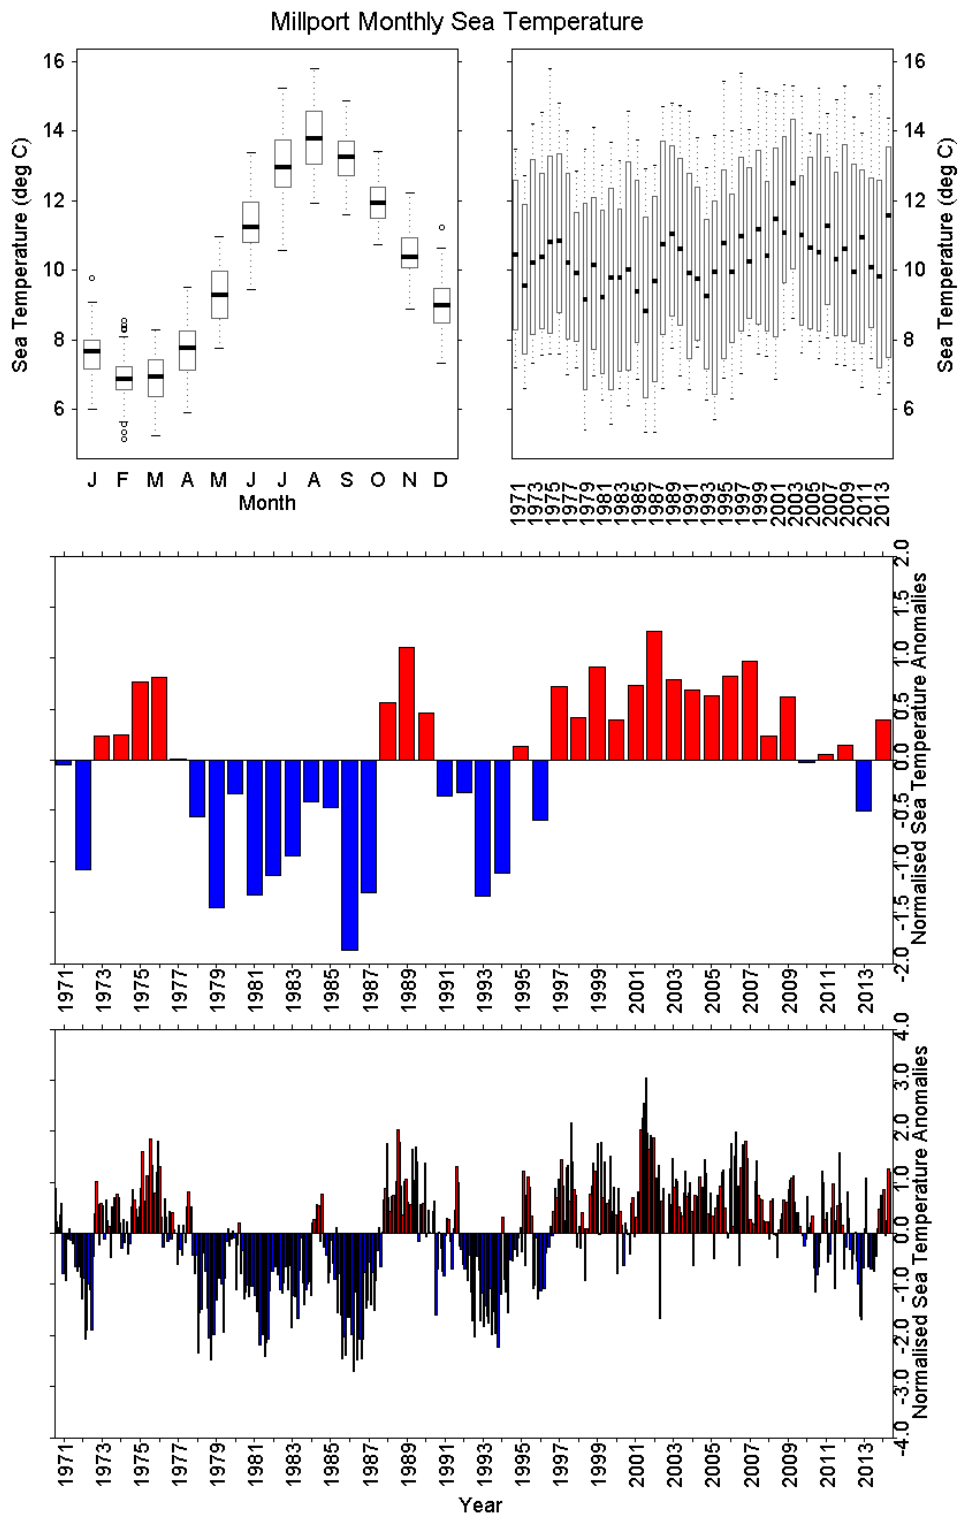 Millport Monthly Sea Temperature
Sea Temperature (deg C)
16
14
12
10
8
6
J F M A M J J A S O N D
Month
16
14
12
10
8
6
Sea Temperature (deg C)
1971 1973 1975 1977 1979 1981 1983 1985 1987 1989 1991 1993 1995 1997 1999 2001 2003 2005 2007 2009 2011 2013
2.0
1.5
1.0
0.5
0.0
-0.5
-1.0
-1.5
-2.0
Normalised Sea Temperature Anomalies
1971 1973 1975 1977 1979 1981 1983 1985 1987 1989 1991 1993 1995 1997 1999 2001 2003 2005 2007 2009 2011 2013
4.0
3.0
2.0
1.0
0.0
-1.0
-2.0
-3.0
-4.0
Normalised Sea Temperature Anomalies
1971 1973 1975 1977 1979 1981 1983 1985 1987 1989 1991 1993 1995 1997 1999 2001 2003 2005 2007 2009 2011 2013
Year